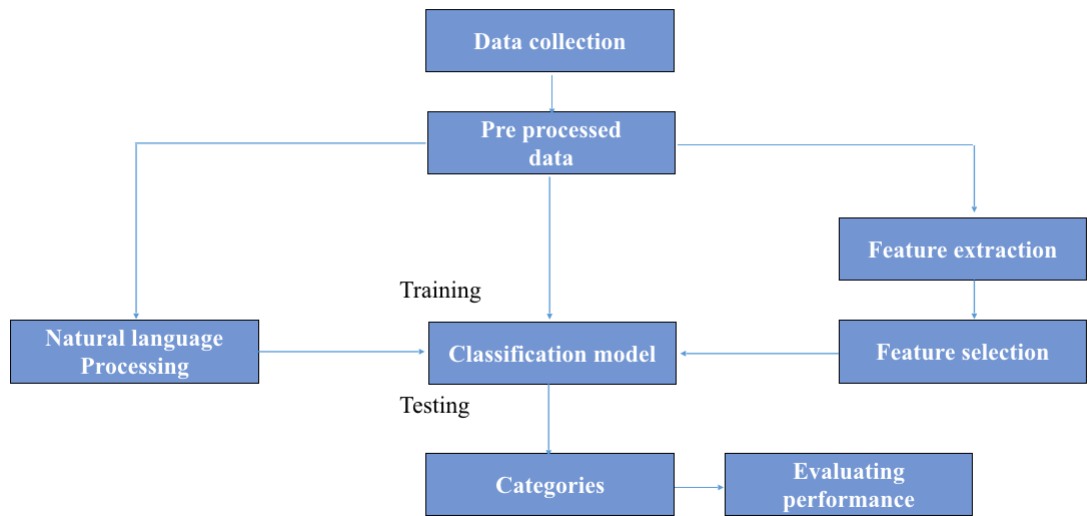 Data collection
Pre processed
data
Feature extraction
Training
Natural language
Processing
Classification model
Feature selection
Testing
Categories
Evaluating
performance